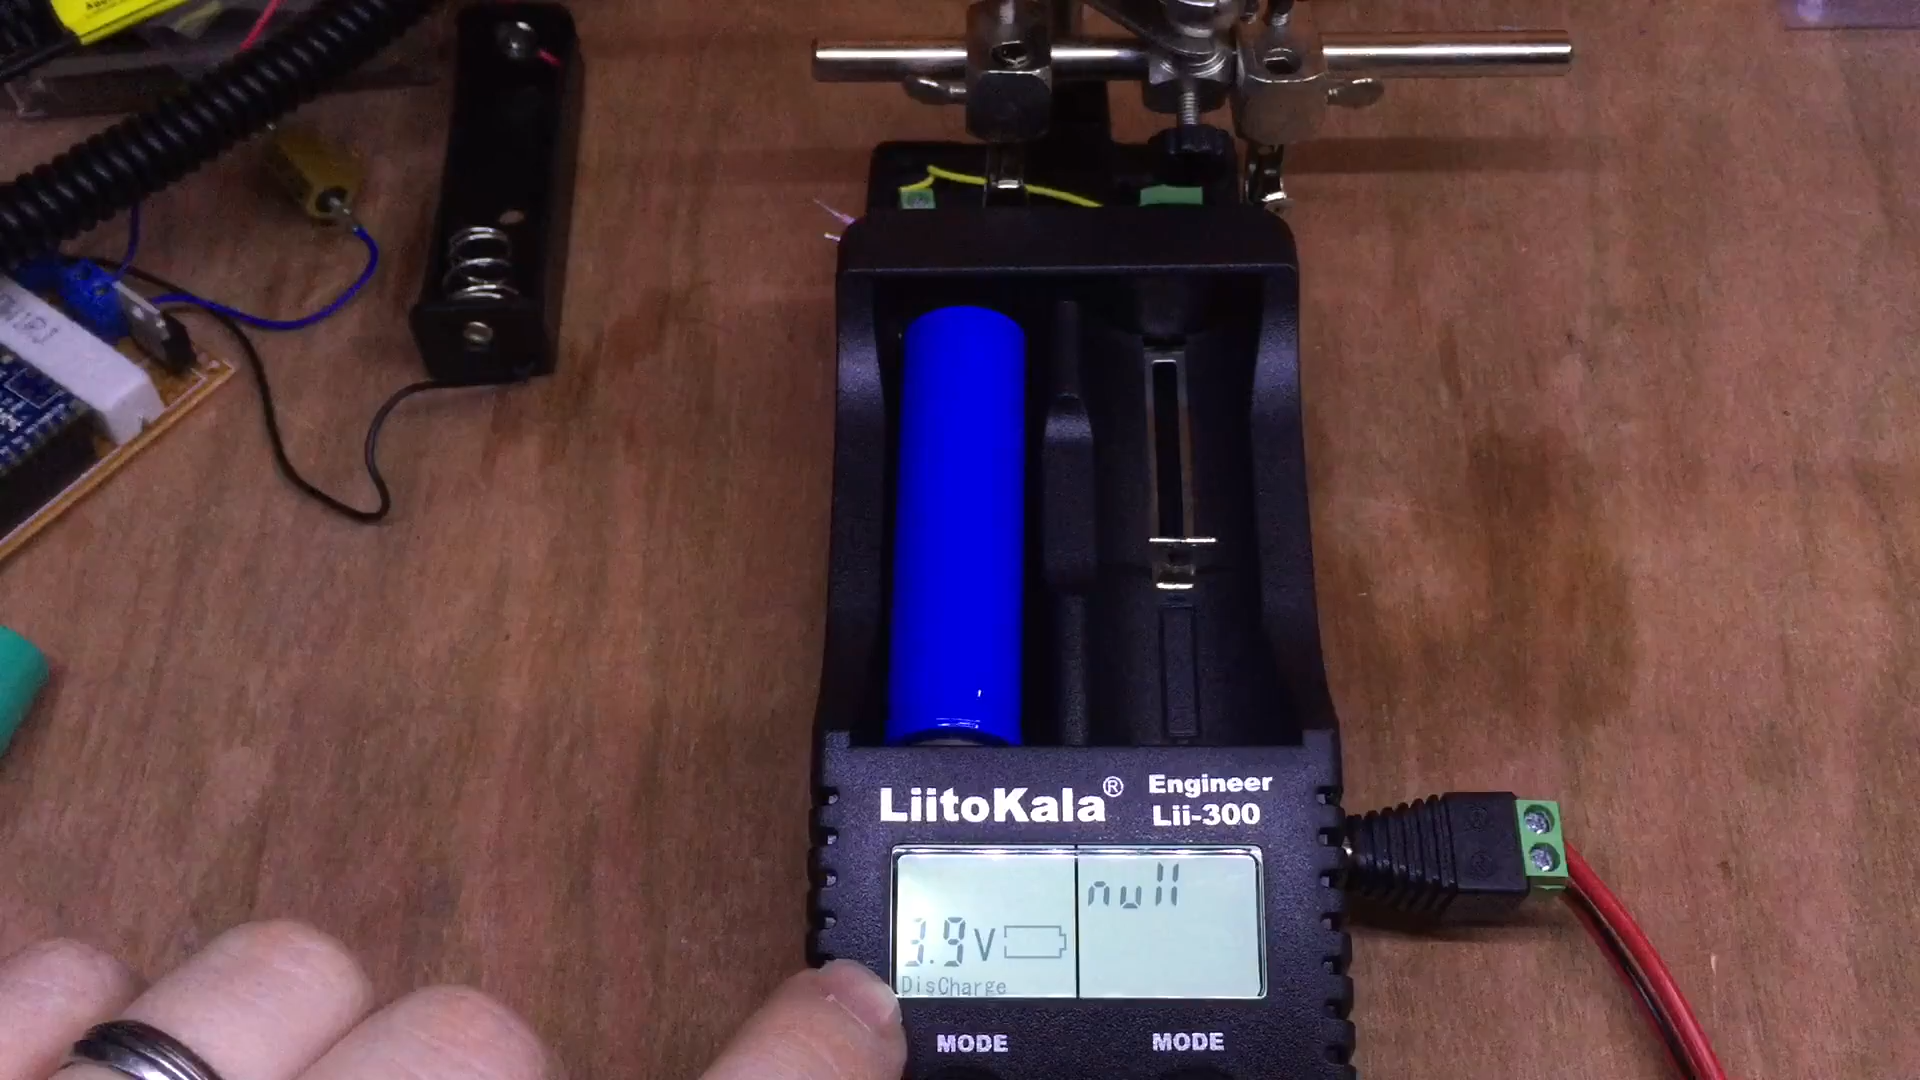 LiitoKala®
Engineer
Lii-300
null
3.9V
DisCharge
MODE
MODE